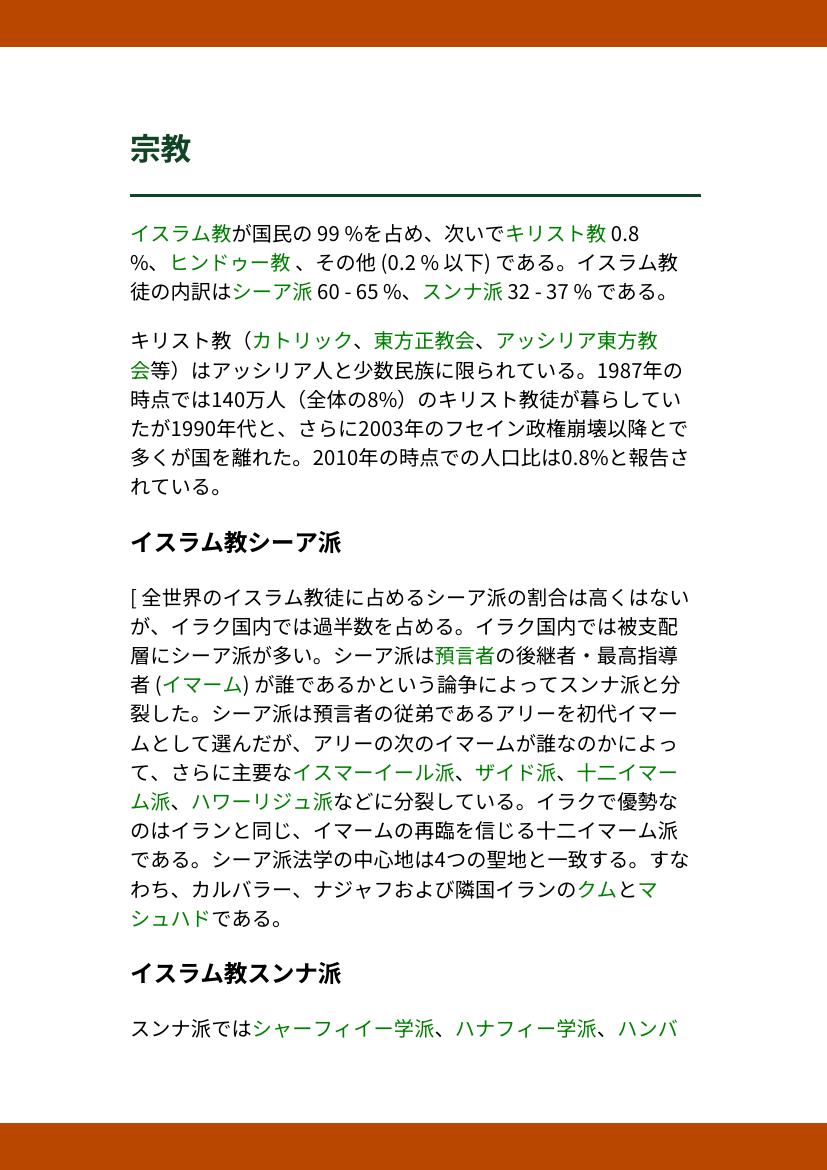 宗教
イスラム教が国民の 99 %を占め、次いでキリスト教 0.8
%、ヒンドゥー教 、その他 (0.2 % 以下) である。イスラム教
徒の内訳はシーア派 60 - 65 %、スンナ派 32 - 37 % である。
キリスト教（カトリック、東方正教会、アッシリア東方教
会等）はアッシリア人と少数民族に限られている。1987年の
時点では140万人（全体の8%）のキリスト教徒が暮らしてい
たが1990年代と、さらに2003年のフセイン政権崩壊以降とで
多くが国を離れた。2010年の時点での人口比は0.8%と報告さ
れている。
イスラム教シーア派
[ 全世界のイスラム教徒に占めるシーア派の割合は高くはない
が、イラク国内では過半数を占める。イラク国内では被支配
層にシーア派が多い。シーア派は預言者の後継者・最高指導
者 (イマーム) が誰であるかという論争によってスンナ派と分
裂した。シーア派は預言者の従弟であるアリーを初代イマー
ムとして選んだが、アリーの次のイマームが誰なのかによっ
て、さらに主要なイスマーイール派、ザイド派、十二イマー
ム派、ハワーリジュ派などに分裂している。イラクで優勢な
のはイランと同じ、イマームの再臨を信じる十二イマーム派
である。シーア派法学の中心地は4つの聖地と一致する。すな
わち、カルバラー、ナジャフおよび隣国イランのクムとマ
シュハドである。
イスラム教スンナ派
スンナ派ではシャーフィイー学派、ハナフィー学派、ハンバ